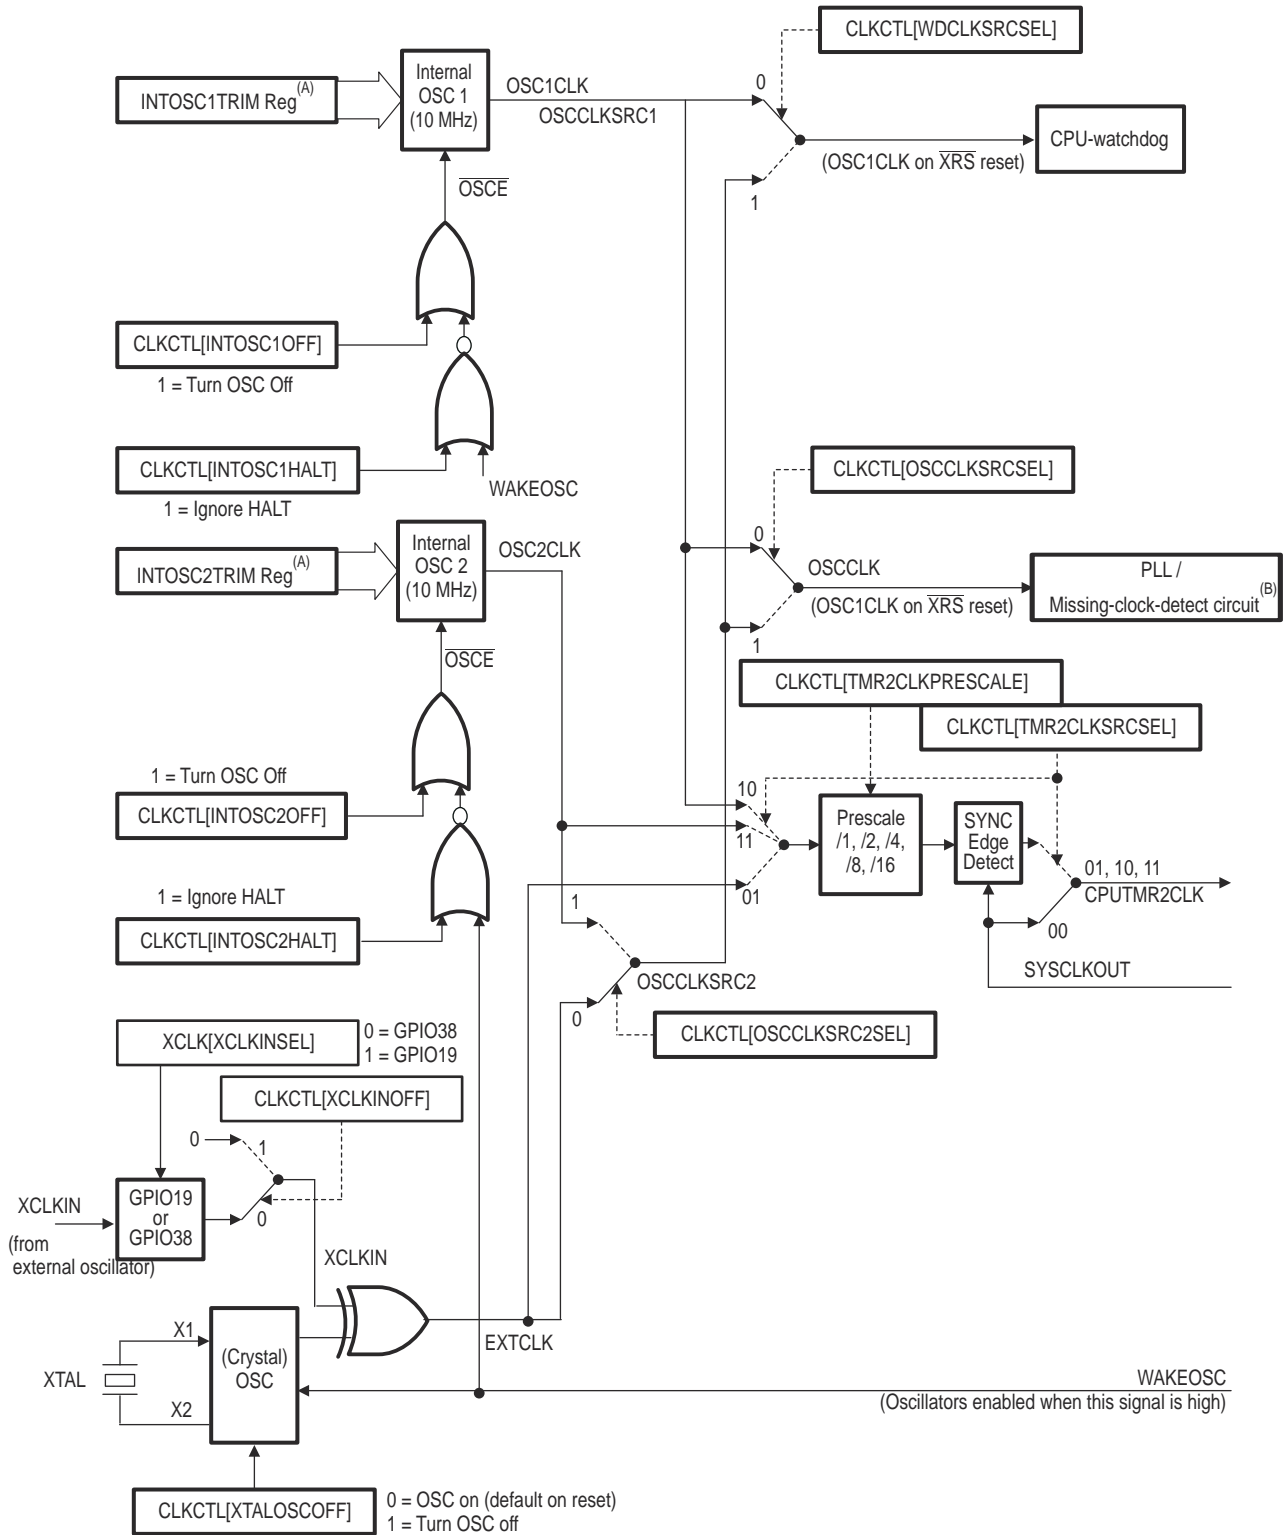 CLKCTL[WDCLKSRCSEL]
INTOSC1TRIM Reg(A)
Internal
OSC 1
(10 MHz)
OSC1CLK
OSCCLKSRC1
0
1
(OSC1CLK on XRS reset)
CPU-watchdog
OSCE
CLKCTL[INTOSC1OFF]
1 = Turn OSC Off
CLKCTL[INTOSC1HALT]
1 = Ignore HALT
WAKEOSC
CLKCTL[OSCCLKSRCSEL]
INTOSC2TRIM Reg(A)
Internal
OSC 2
(10 MHz)
OSC2CLK
0
1
OSCCLK
(OSC1CLK on XRS reset)
PLL /
Missing-clock-detect circuit(B)
OSCE
CLKCTL[TMR2CLKPRESCALE]
CLKCTL[TMR2CLKSRCSEL]
1 = Turn OSC Off
CLKCTL[INTOSC2OFF]
10
11
01
Prescale
/1, /2, /4,
/8, /16
SYNC
Edge
Detect
01, 10, 11
CPUTMR2CLK
00
SYSCLKOUT
1 = Ignore HALT
CLKCTL[INTOSC2HALT]
1
0
OSCCLKSRC2
CLKCTL[OSCCLKSRC2SEL]
XCLK[XCLKINSEL]
0 = GPIO38
1 = GPIO19
CLKCTL[XCLKINOFF]
0
1
0
XCLKIN
(from
external oscillator)
GPIO19
or
GPIO38
XCLKIN
EXTCLK
XTAL
X1
X2
(Crystal)
OSC
WAKEOSC
(Oscillators enabled when this signal is high)
CLKCTL[XTALOSCOFF]
0 = OSC on (default on reset)
1 = Turn OSC off